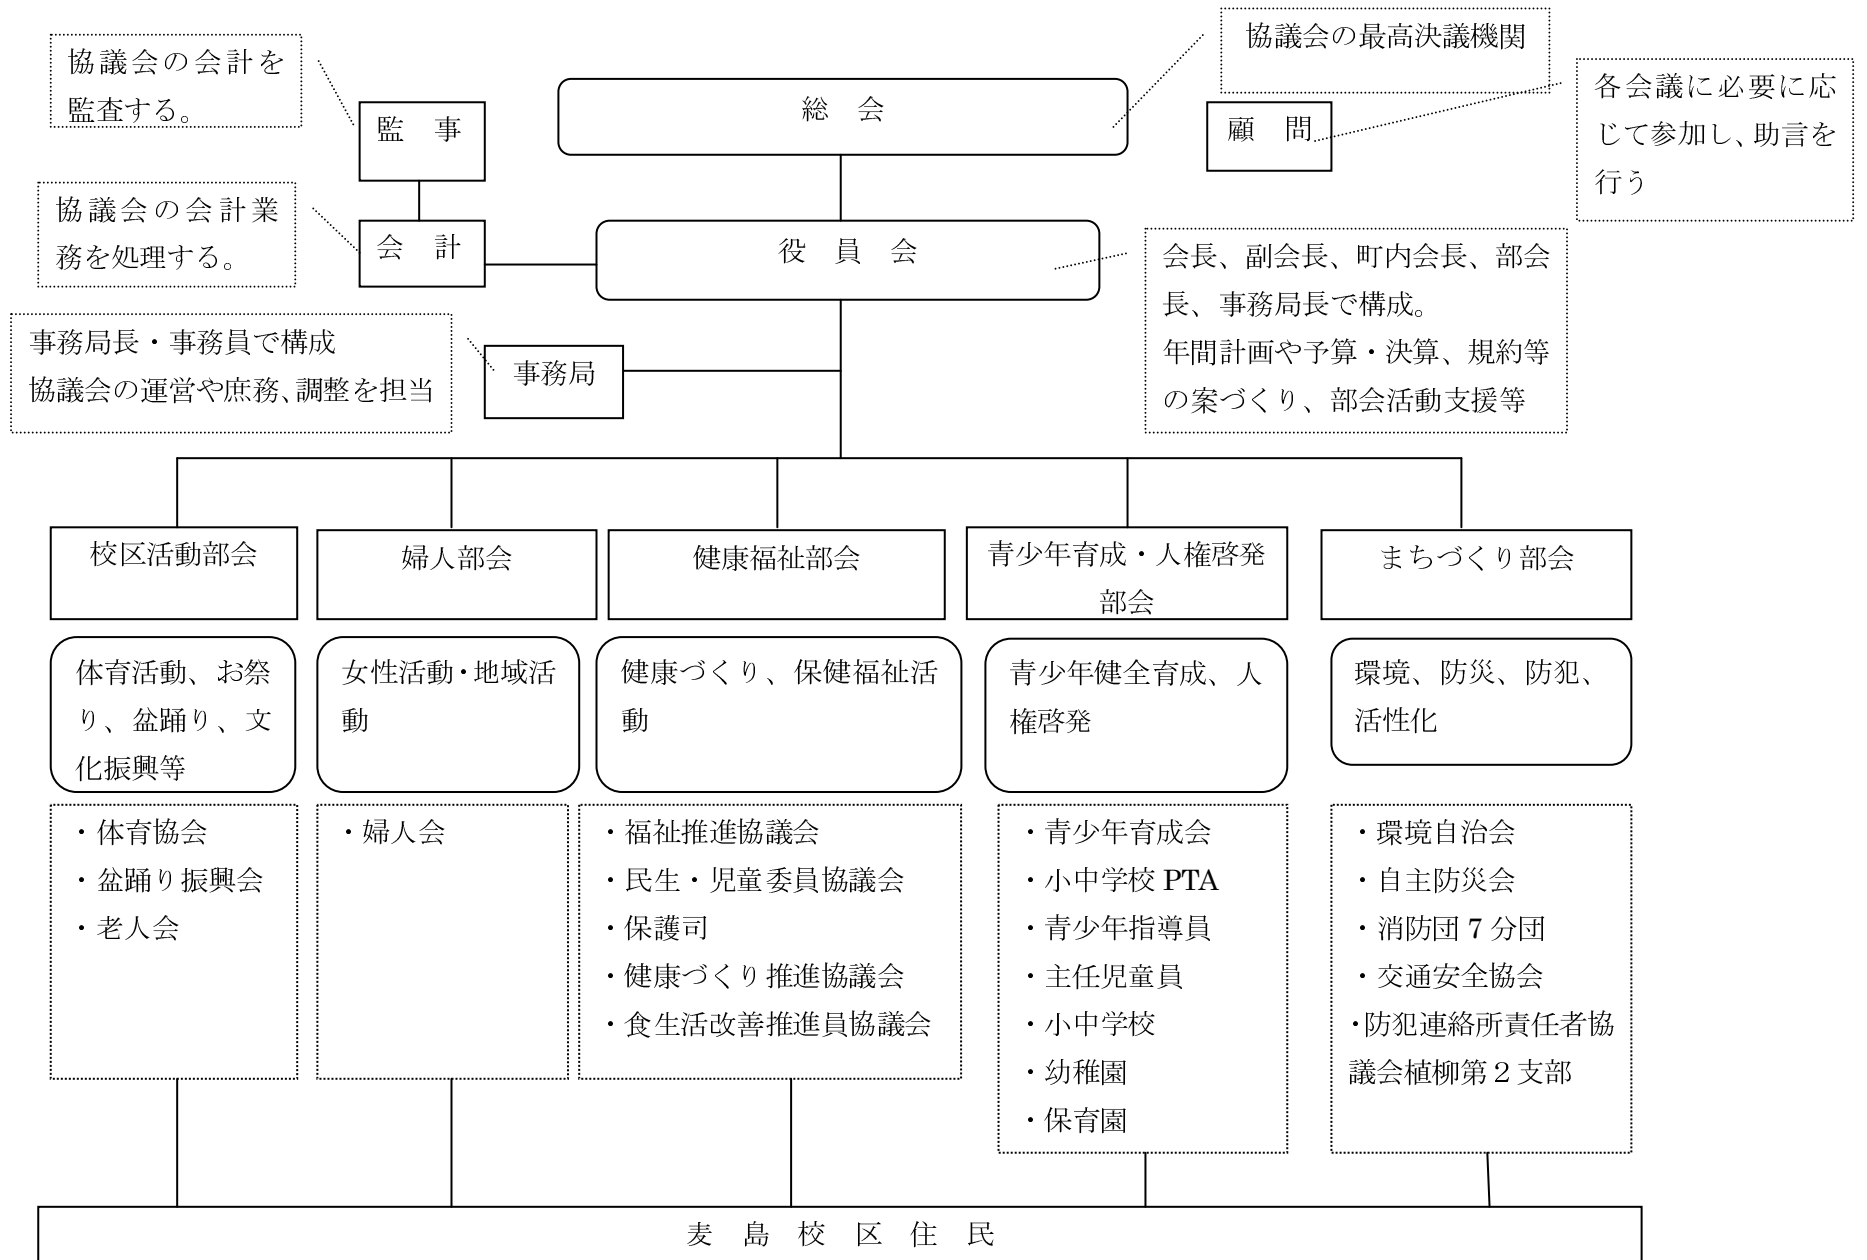 協議会の最高決議機関
協議会の会計を
監査する。
各会議に必要に応
じて参加し、助言を
行う
総　会
監　事
顧　問
協議会の会計業
務を処理する。
会　計
役　員　会
会長、副会長、町内会長、部会
長、事務局長で構成。
年間計画や予算・決算、規約等
の案づくり、部会活動支援等
事務局長・事務員で構成
協議会の運営や庶務、調整を担当
事務局
校区活動部会
婦人部会
健康福祉部会
青少年育成・人権啓発
部会
まちづくり部会
体育活動、お祭
り、盆踊り、文
化振興等
女性活動・地域活
動
健康づくり、保健福祉活
動
青少年健全育成、人
権啓発
環境、防災、防犯、
活性化
・体育協会
・盆踊り振興会
・老人会
・婦人会
・福祉推進協議会
・民生・児童委員協議会
・保護司
・健康づくり推進協議会
・食生活改善推進員協議会
・青少年育成会
・小中学校 PTA
・青少年指導員
・主任児童員
・小中学校
・幼稚園
・保育園
・環境自治会
・自主防災会
・消防団 7 分団
・交通安全協会
・防犯連絡所責任者協
議会植柳第２支部
麦　島　校　区　住　民